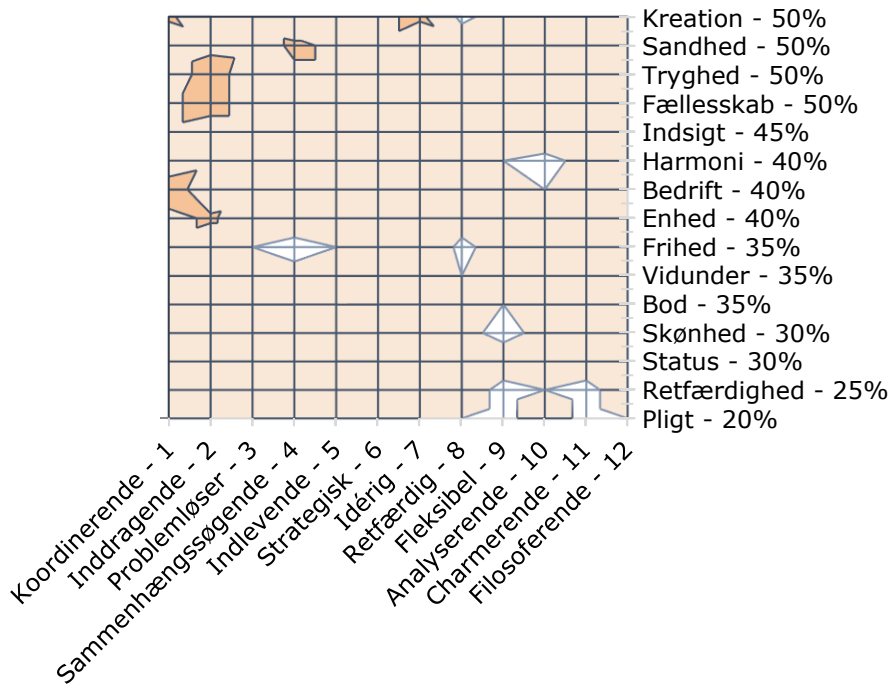 Kreation - 50%
Sandhed - 50%
Tryghed - 50%
Fællesskab - 50%
Indsigt - 45%
Harmoni - 40%
Bedrift - 40%
Enhed - 40%
Frihed - 35%
Vidunder - 35%
Bod - 35%
Skønhed - 30%
Status - 30%
Retfærdighed - 25%
Pligt - 20%
Koordinerende - 1
Inddragende - 2
Problemløser - 3
Sammenhængssøgende - 4
Indlevende - 5
Strategisk - 6
Idérig - 7
Retfærdig - 8
Fleksibel - 9
Analyserende - 10
Charmerende - 11
Filosoferende - 12